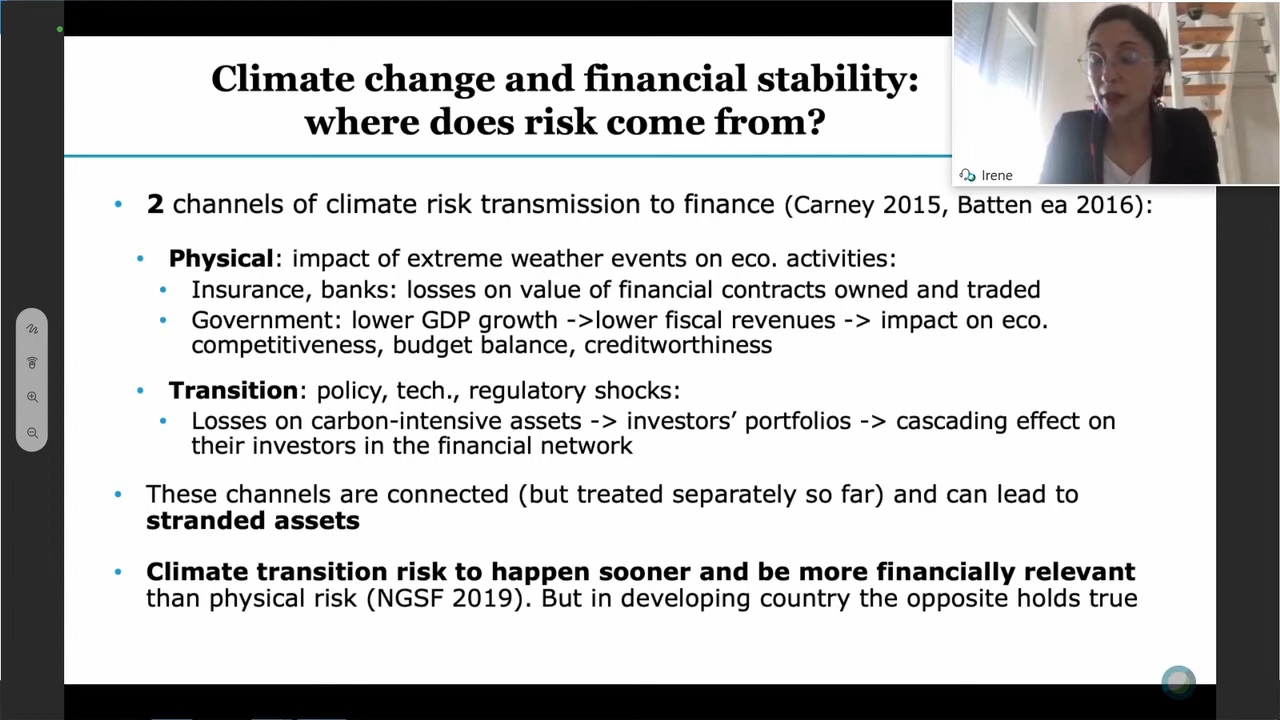 Climate change and financial stability:
where does risk come from?
Irene
• 2 channels of climate risk transmission to finance (Carney 2015, Batten ea 2016):
• Physical: impact of extreme weather events on eco. activities:
• Insurance, banks: losses on value of financial contracts owned and traded
• Government: lower GDP growth ->lower fiscal revenues -> impact on eco.
competitiveness, budget balance, creditworthiness
• Transition: policy, tech., regulatory shocks:
• Losses on carbon-intensive assets -> investors’ portfolios -> cascading effect on
their investors in the financial network
• These channels are connected (but treated separately so far) and can lead to
stranded assets
• Climate transition risk to happen sooner and be more financially relevant
than physical risk (NGSF 2019). But in developing country the opposite holds true